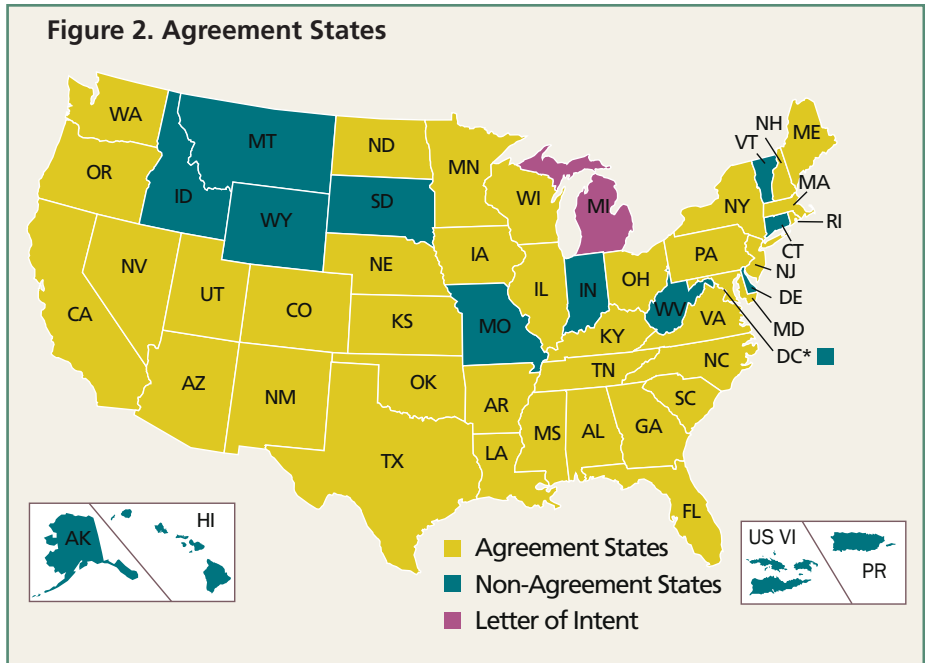 Figure 2. Agreement States
WA
MT
ND
MN
OR
ID
WY
SD
WI
MI
NH
VT
ME
MA
NY
RI
CT
NJ
DE
MD
DC*
PA
NV
UT
CO
NE
IA
IL
IN
OH
WV
VA
CA
KS
MO
KY
NC
TN
AZ
NM
OK
AR
SC
MS
AL
GA
LA
TX
FL
AK
HI
Agreement States
Non-Agreement States
Letter of Intent
US VI
PR